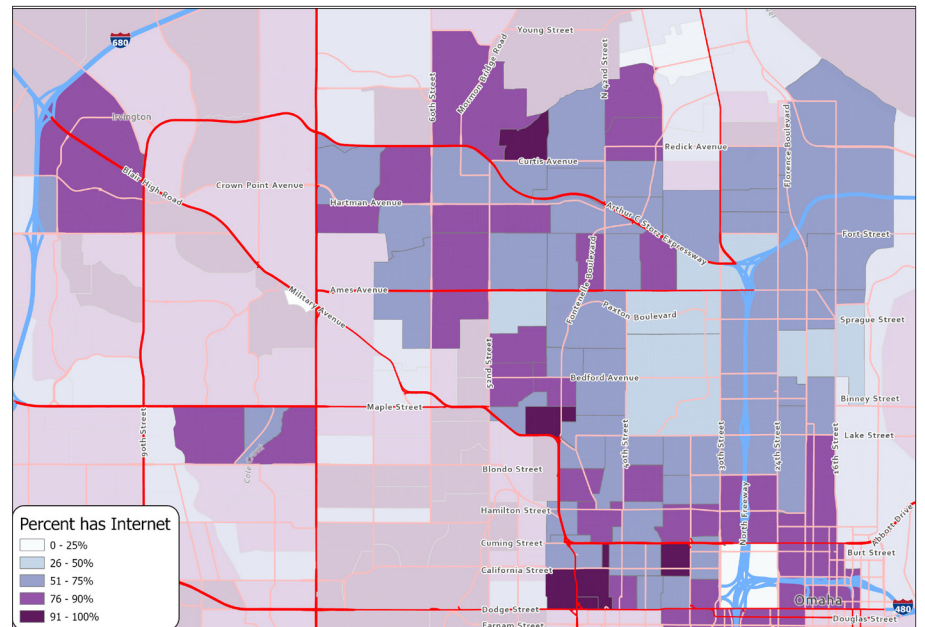 680
Young Street
60th Street
Mormon Bridge Road
N 42nd Street
Irvington
Redick Avenue
Florence Boulevard
Curtis Avenue
Blair High Road
Crown Point Avenue
Hartman Avenue
Arthur C Storz Expressway
Fort Street
Fontenelle Boulevard
Ames Avenue
Military Avenue
Paxton Boulevard
Sprague Street
52nd Street
Bedford Avenue
Binney Street
Maple Street
90th Street
Cole Creek
40th Street
30th Street
24th Street
16th Street
Lake Street
Blondo Street
North Freeway
Hamilton Street
Abbott Drive
Percent has Internet
0 - 25%
26 - 50%
51 - 75%
76 - 90%
91 - 100%
Cuming Street
Burt Street
California Street
Omaha
480
Dodge Street
Douglas Street
Farnam Street